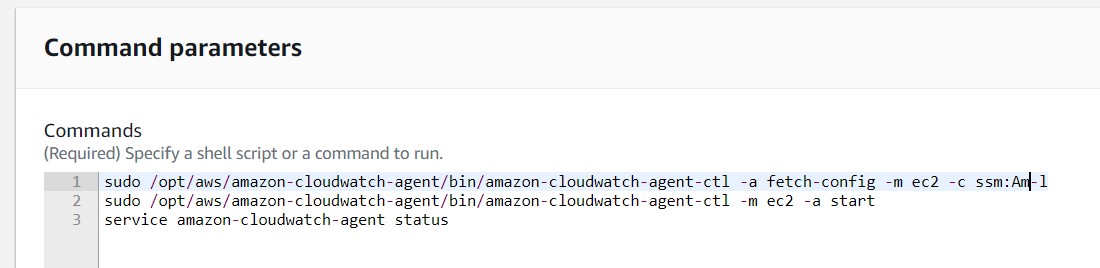 Command parameters
Commands
(Required) Specify a shell script or a command to run.
1 sudo /opt/aws/amazon-cloudwatch-agent/bin/amazon-cloudwatch-agent-ctl -a fetch-config -m ec2 -c ssm:Am-l
2 sudo /opt/aws/amazon-cloudwatch-agent/bin/amazon-cloudwatch-agent-ctl -m ec2 -a start
3 service amazon-cloudwatch-agent status